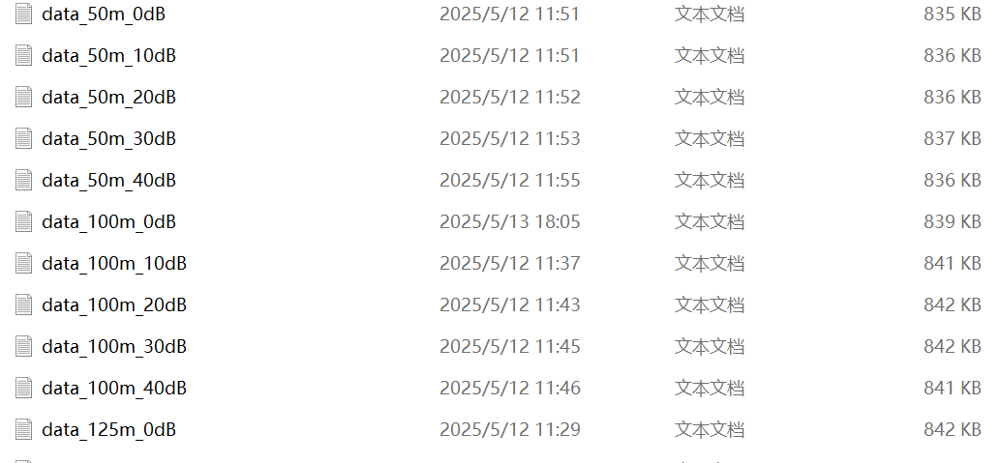 data_50m_0dB 2025/5/12 11:51 文本文档 835 KB
data_50m_10dB 2025/5/12 11:51 文本文档 836 KB
data_50m_20dB 2025/5/12 11:52 文本文档 836 KB
data_50m_30dB 2025/5/12 11:53 文本文档 837 KB
data_50m_40dB 2025/5/12 11:55 文本文档 836 KB
data_100m_0dB 2025/5/13 18:05 文本文档 839 KB
data_100m_10dB 2025/5/12 11:37 文本文档 841 KB
data_100m_20dB 2025/5/12 11:43 文本文档 842 KB
data_100m_30dB 2025/5/12 11:45 文本文档 842 KB
data_100m_40dB 2025/5/12 11:46 文本文档 841 KB
data_125m_0dB 2025/5/12 11:29 文本文档 842 KB